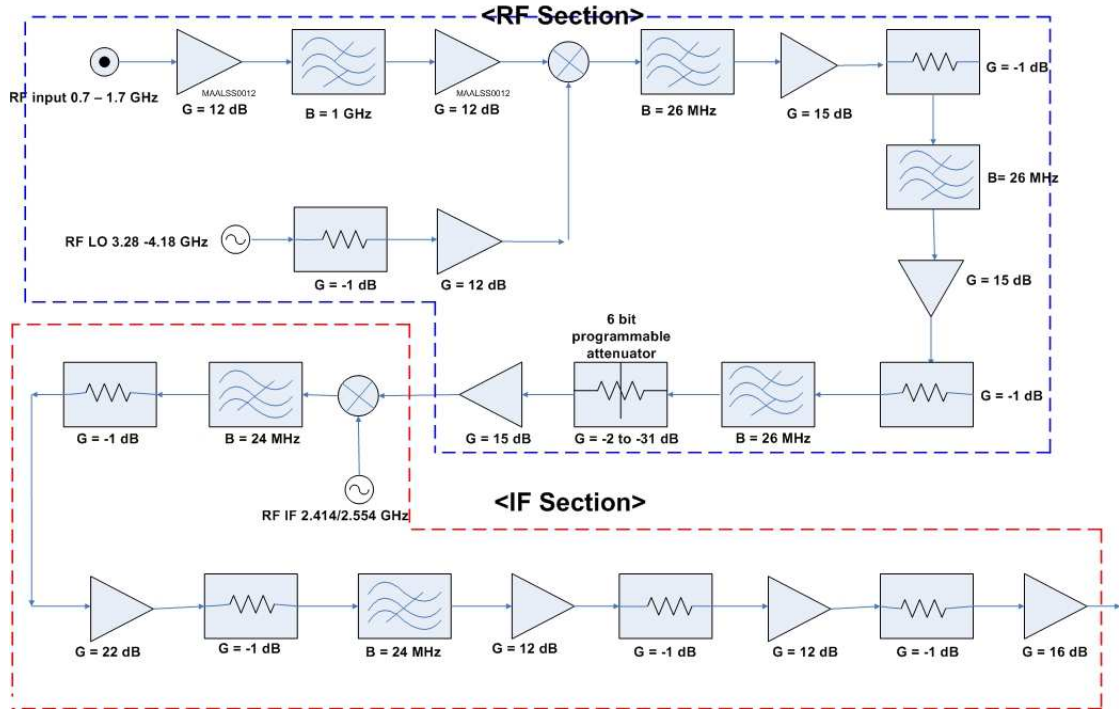 <RF Section>
RF input 0.7 – 1.7 GHz
MAALSS0012
G = 12 dB
B = 1 GHz
MAALSS0012
G = 12 dB
B = 26 MHz
G = 15 dB
G = -1 dB
B= 26 MHz
G = 15 dB
G = -1 dB
RF LO 3.28 -4.18 GHz
G = -1 dB
G = 12 dB
6 bit
programmable
attenuator
G = -2 to -31 dB
B = 26 MHz
G = 15 dB
RF IF 2.414/2.554 GHz
B = 24 MHz
G = -1 dB
<IF Section>
G = 22 dB
G = -1 dB
B = 24 MHz
G = 12 dB
G = -1 dB
G = 12 dB
G = -1 dB
G = 16 dB